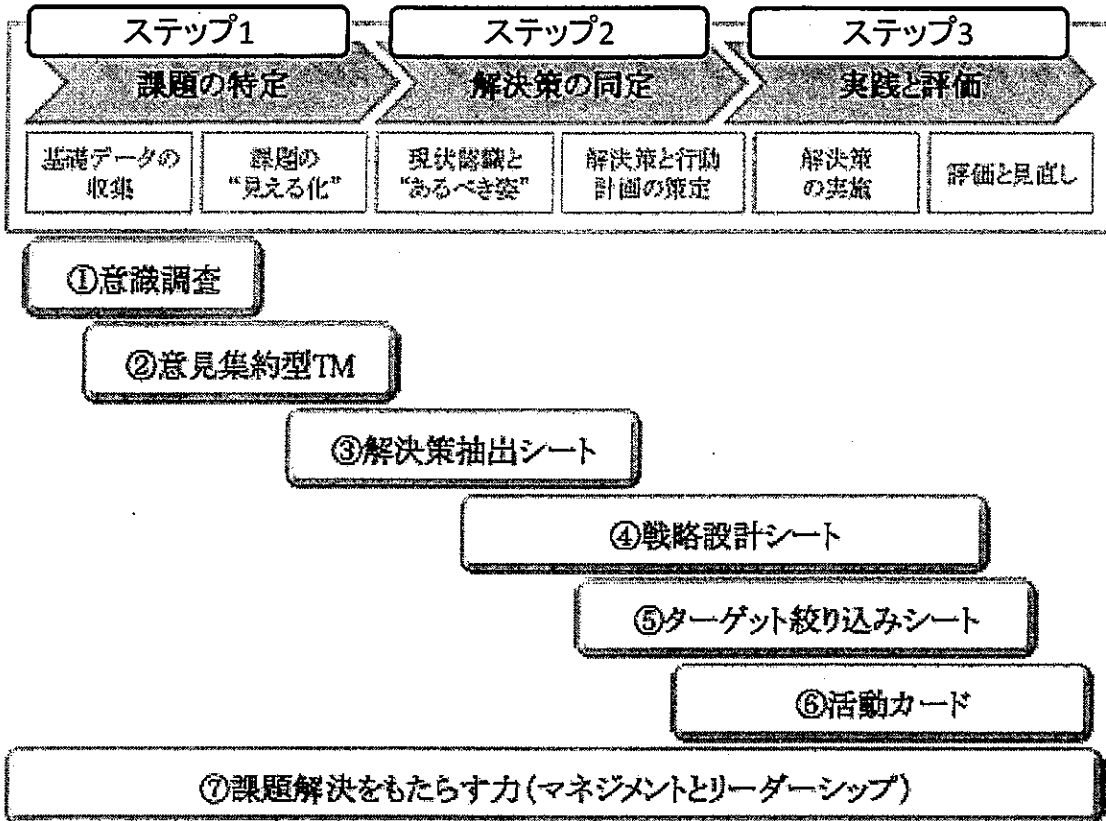 ステップ1
ステップ2
ステップ3
課題の特定
解決策の同定
実践と評価
基礎データの
収集
課題の
“見える化”
現状認識と
“あるべき姿”
解決策と行動
計画の策定
解決策
の実施
評価と見直し
①意識調査
②意見集約型TM
③解決策抽出シート
④戦略設計シート
⑤ターゲット絞り込みシート
⑥活動カード
⑦課題解決をもたらす力(マネジメントとリーダーシップ)